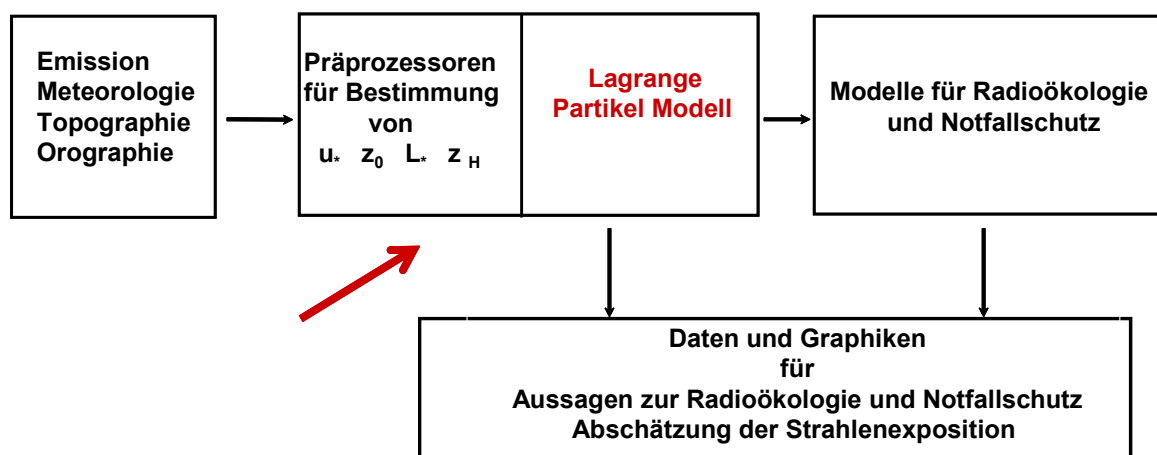 Emission
Meteorologie
Topographie
Orographie
Präprozessoren
für Bestimmung
von
u* z0 L* z H
Lagrange
Partikel Modell
Modelle für Radioökologie
und Notfallschutz
Daten und Graphiken
für
Aussagen zur Radioökologie und Notfallschutz
Abschätzung der Strahlenexposition